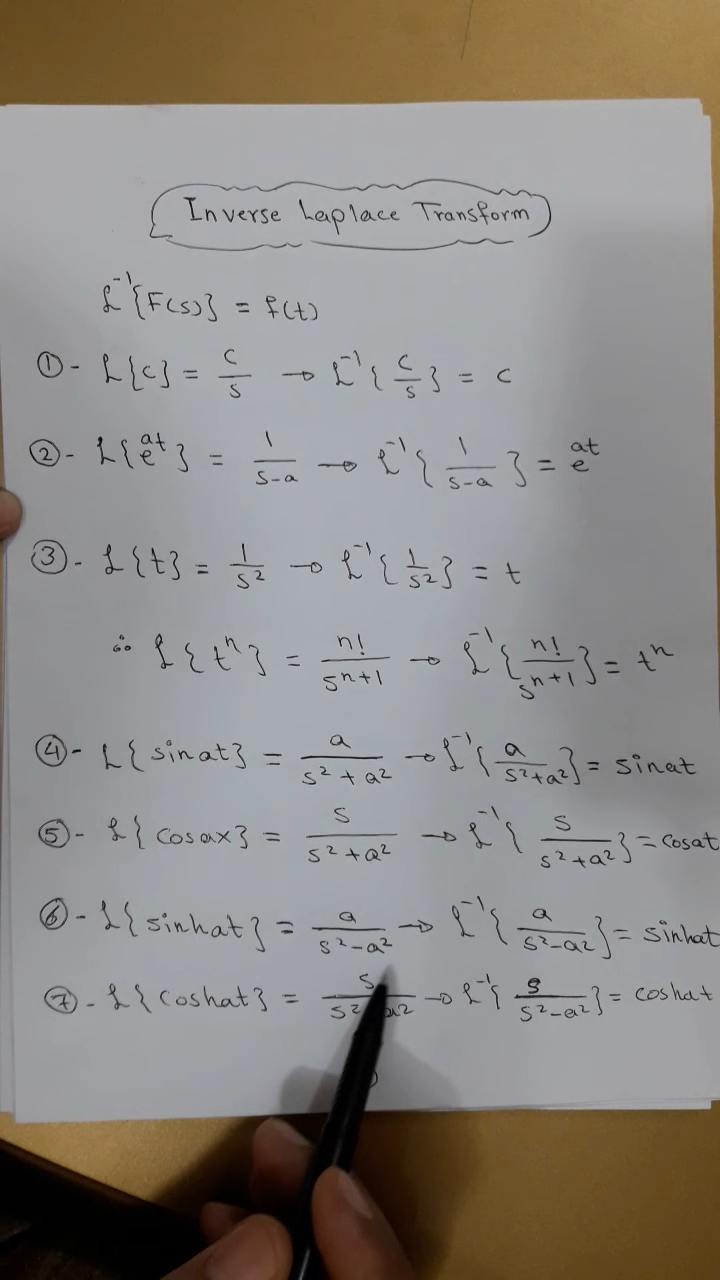 Inverse Laplace Transform
ℒ⁻¹{F(s)} = f(t)
①- ℒ{c} = c/s → ℒ⁻¹{c/s} = c
②- ℒ{e^at} = 1/(s-a) → ℒ⁻¹{1/(s-a)} = e^at
③- ℒ{t} = 1/s² → ℒ⁻¹{1/s²} = t
∴ ℒ{tⁿ} = n!/s^(n+1) → ℒ⁻¹{n!/s^(n+1)} = tⁿ
④- ℒ{sinat} = a/(s²+a²) → ℒ⁻¹{a/(s²+a²)} = sinat
⑤- ℒ{cosax} = s/(s²+a²) → ℒ⁻¹{s/(s²+a²)} = cosat
⑥- ℒ{sinhat} = a/(s²-a²) → ℒ⁻¹{a/(s²-a²)} = sinhat
⑦- ℒ{coshat} = s/(s² a²) → ℒ⁻¹{s/(s²-a²)} = coshat